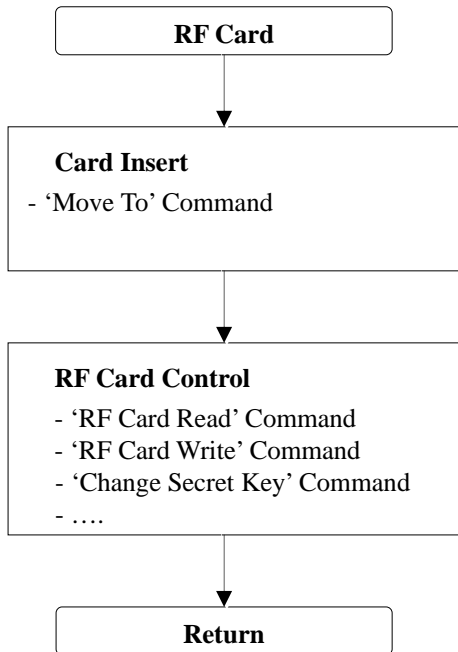 RF Card
Card Insert
- ‘Move To’ Command
RF Card Control
- ‘RF Card Read’ Command
- ‘RF Card Write’ Command
- ‘Change Secret Key’ Command
- ….
Return